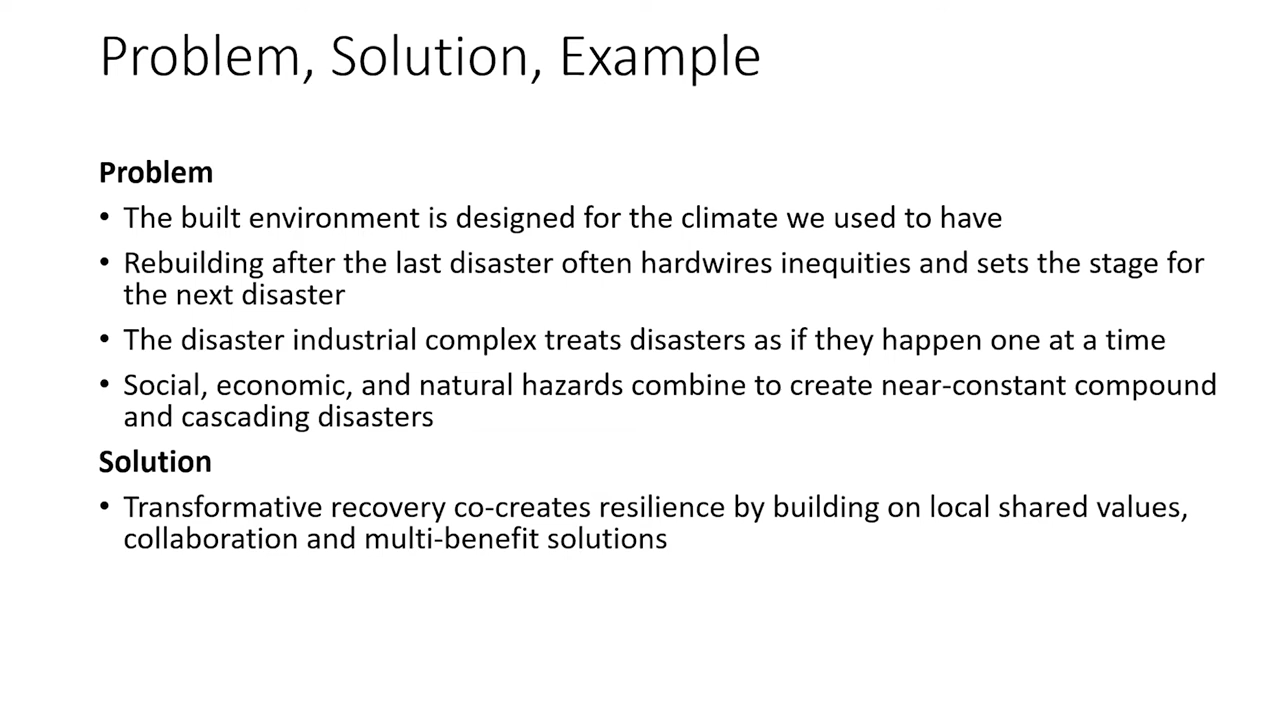 Problem, Solution, Example
Problem
• The built environment is designed for the climate we used to have
• Rebuilding after the last disaster often hardwires inequities and sets the stage for
the next disaster
• The disaster industrial complex treats disasters as if they happen one at a time
• Social, economic, and natural hazards combine to create near-constant compound
and cascading disasters
Solution
• Transformative recovery co-creates resilience by building on local shared values,
collaboration and multi-benefit solutions